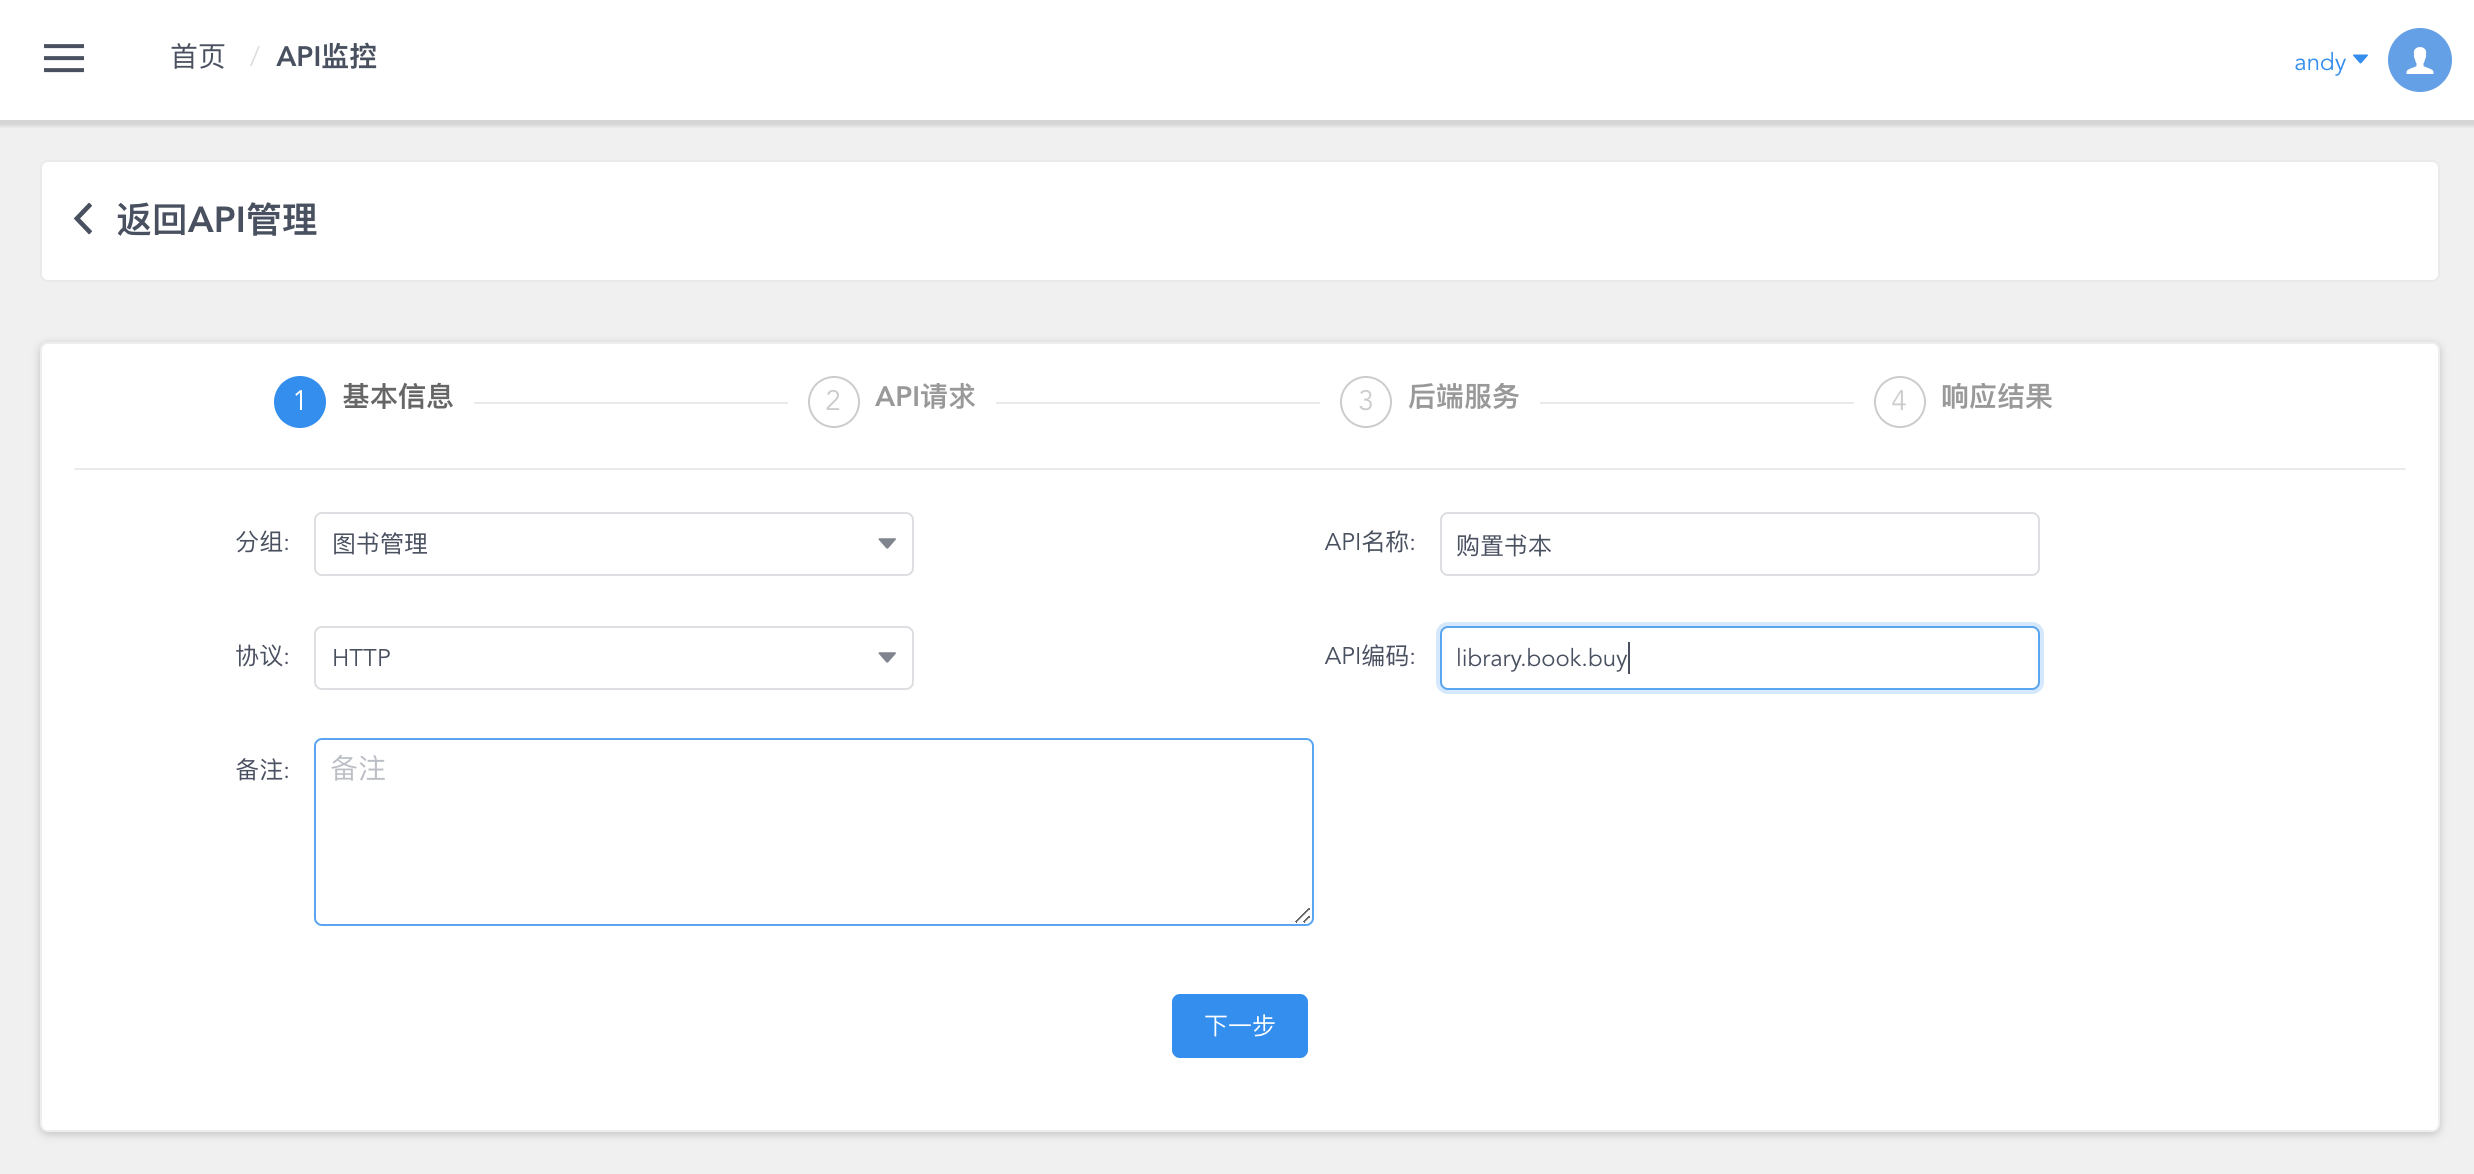 首页 / API监控
andy
返回API管理
1 基本信息
2 API请求
3 后端服务
4 响应结果
分组: 图书管理
API名称: 购置书本
协议: HTTP
API编码: library.book.buy
备注: 备注
下一步